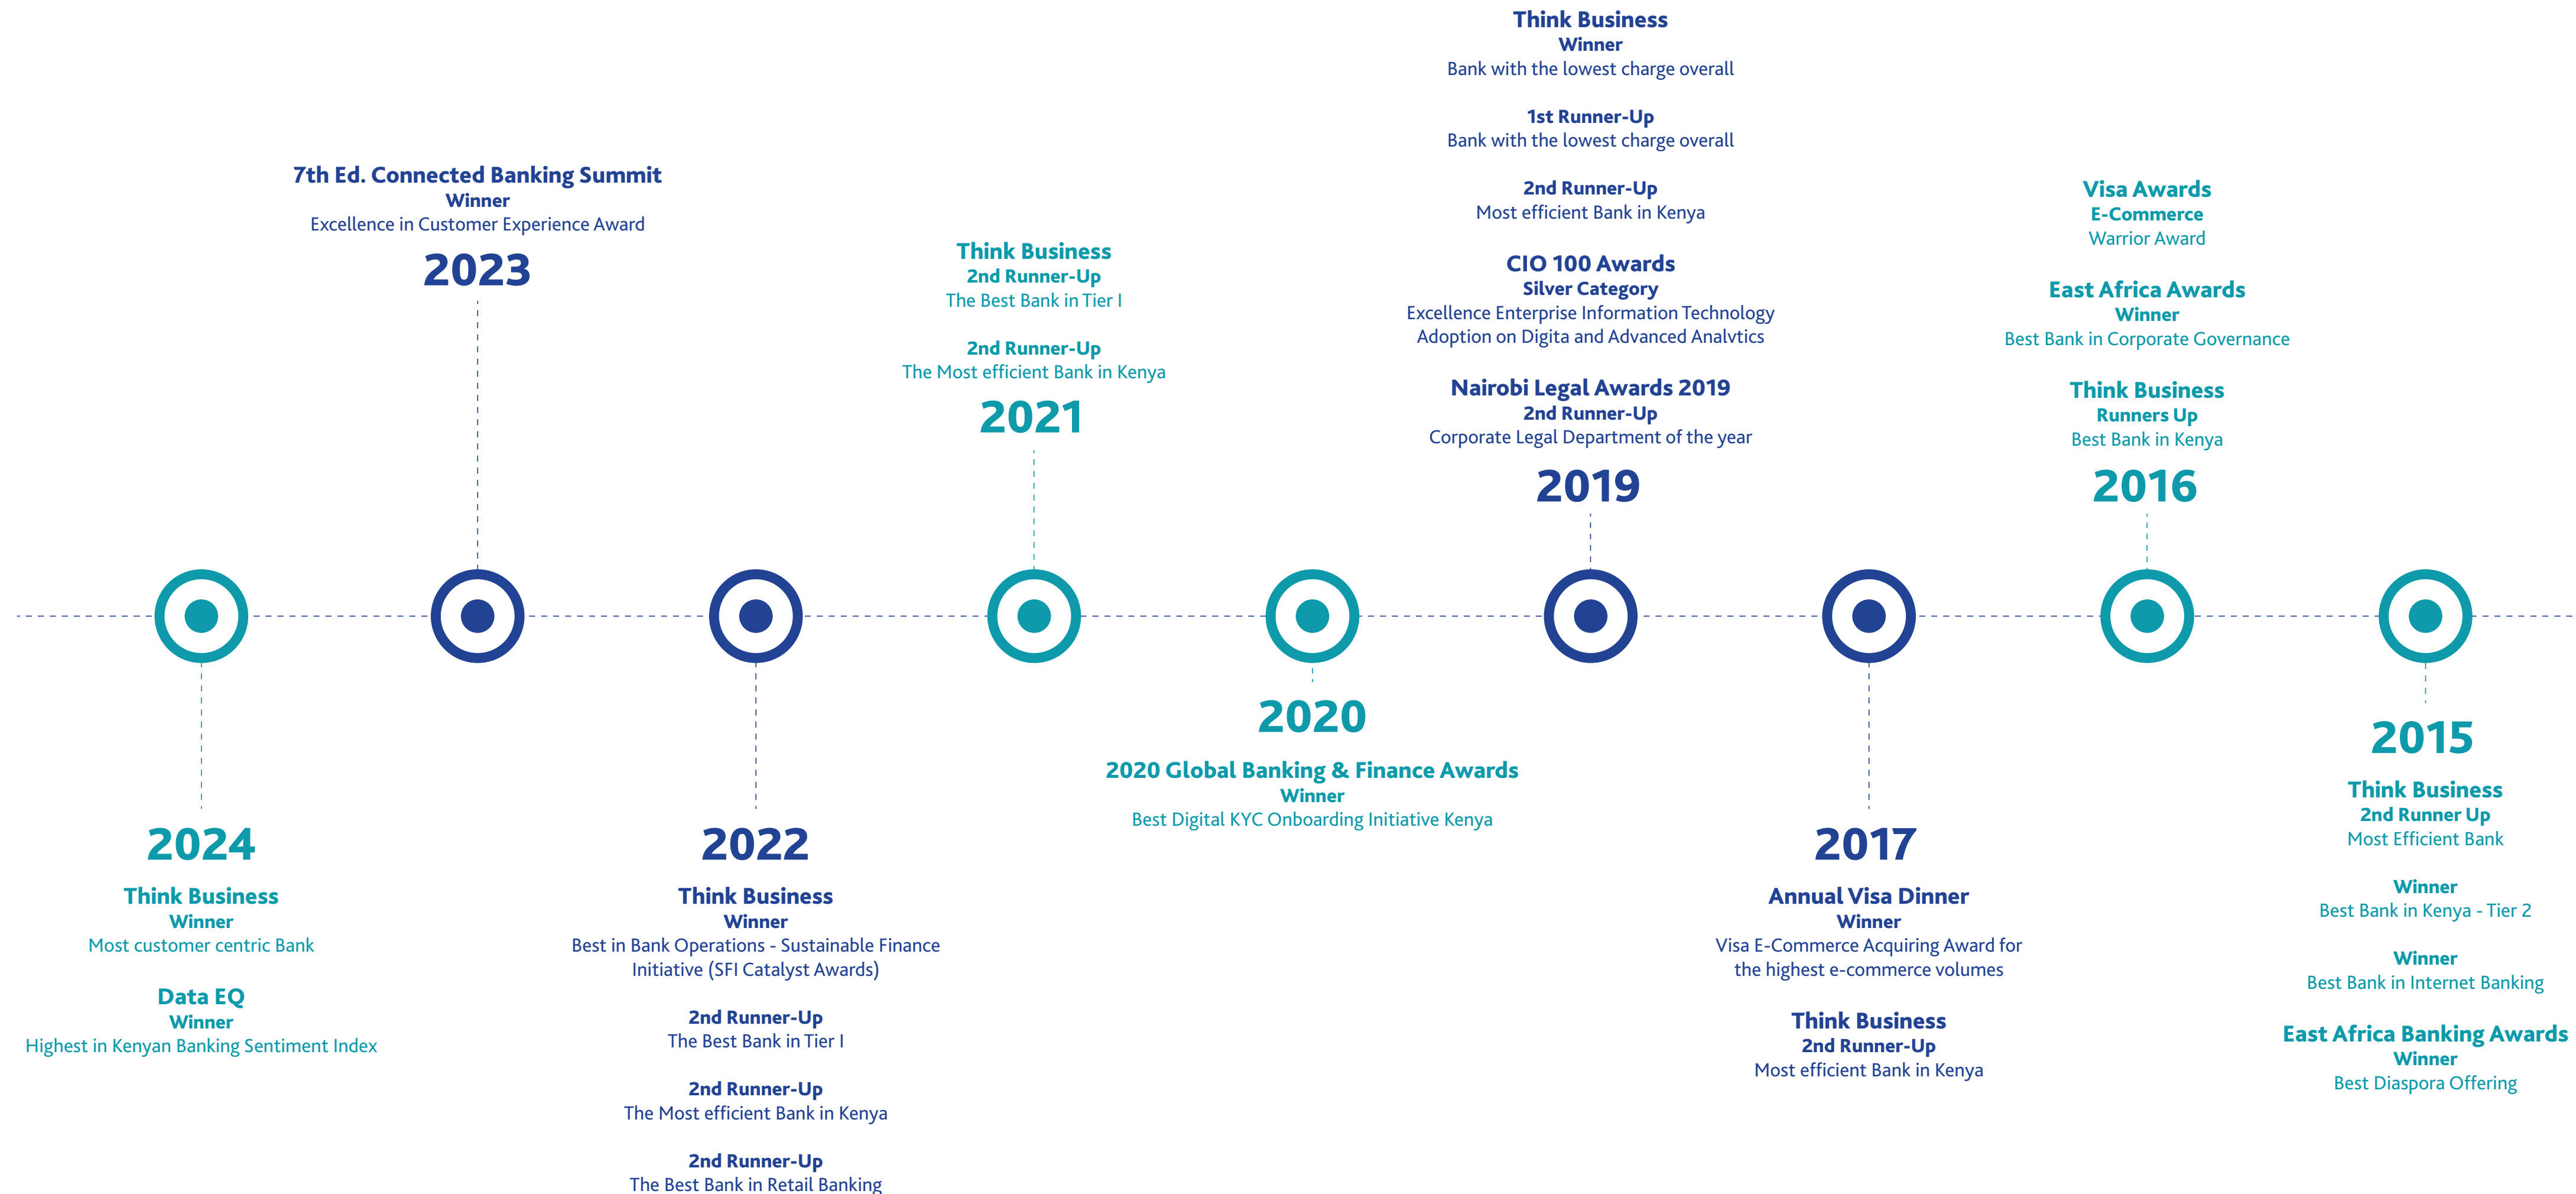 2024
Think Business
Winner
Most customer centric Bank
Data EQ
Winner
Highest in Kenyan Banking Sentiment Index
7th Ed. Connected Banking Summit
Winner
Excellence in Customer Experience Award
2023
2022
Think Business
Winner
Best in Bank Operations - Sustainable Finance
Initiative (SFI Catalyst Awards)
2nd Runner-Up
The Best Bank in Tier I
2nd Runner-Up
The Most efficient Bank in Kenya
2nd Runner-Up
The Best Bank in Retail Banking
Think Business
2nd Runner-Up
The Best Bank in Tier I
2nd Runner-Up
The Most efficient Bank in Kenya
2021
2020
2020 Global Banking & Finance Awards
Winner
Best Digital KYC Onboarding Initiative Kenya
Think Business
Winner
Bank with the lowest charge overall
1st Runner-Up
Bank with the lowest charge overall
2nd Runner-Up
Most efficient Bank in Kenya
CIO 100 Awards
Silver Category
Excellence Enterprise Information Technology
Adoption on Digita and Advanced Analvtics
Nairobi Legal Awards 2019
2nd Runner-Up
Corporate Legal Department of the year
2019
2017
Annual Visa Dinner
Winner
Visa E-Commerce Acquiring Award for
the highest e-commerce volumes
Think Business
2nd Runner-Up
Most efficient Bank in Kenya
Visa Awards
E-Commerce
Warrior Award
East Africa Awards
Winner
Best Bank in Corporate Governance
Think Business
Runners Up
Best Bank in Kenya
2016
2015
Think Business
2nd Runner Up
Most Efficient Bank
Winner
Best Bank in Kenya - Tier 2
Winner
Best Bank in Internet Banking
East Africa Banking Awards
Winner
Best Diaspora Offering